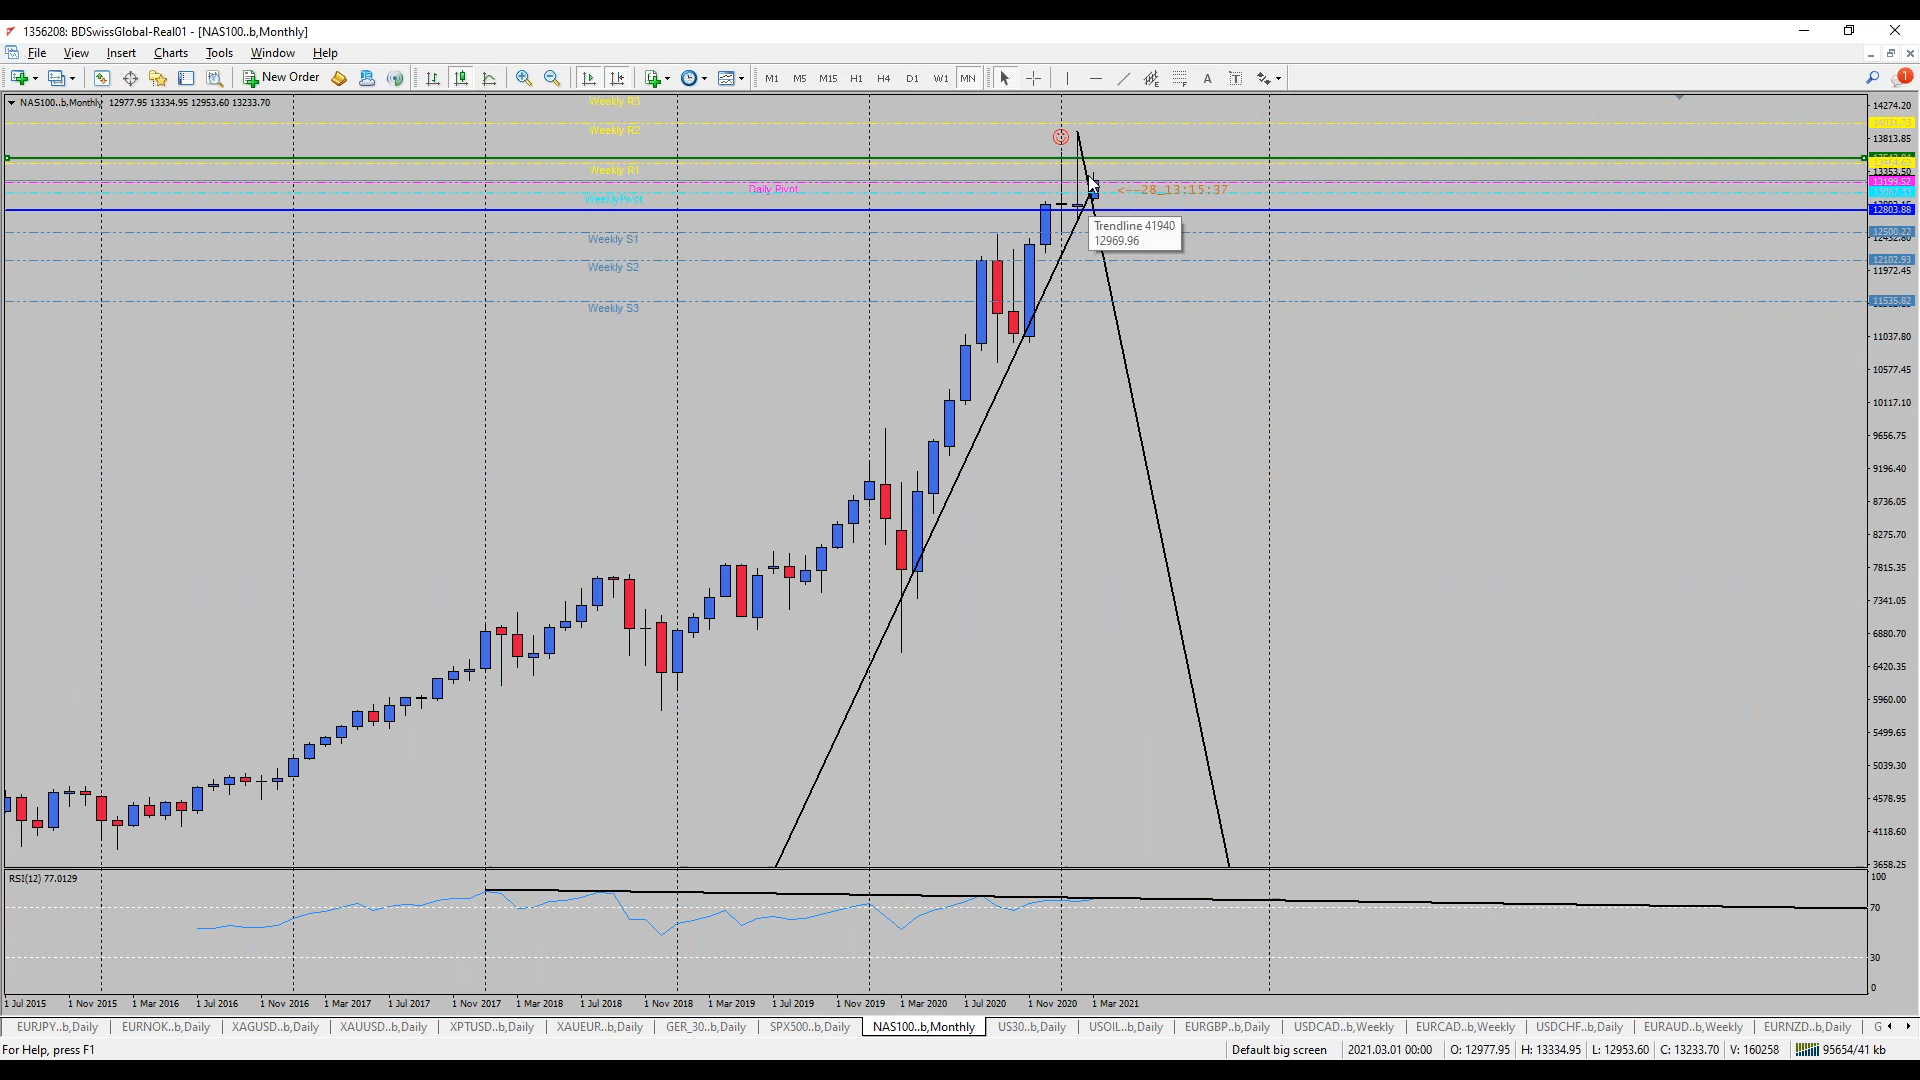 1356208: BDSwissGlobal-Real01 - [NAS100..b,Monthly]
File View Insert Charts Tools Window Help
New Order M1 M5 M15 H1 H4 D1 W1 MN A T 1
NAS100..b,Monthly 12977.95 13334.95 12953.60 13233.70
Weekly R3
14274.20
14031.73
Weekly R2
13813.85
Weekly R1
13353.50
Daily Pivot
13199.52
<--28_13:15:37
WeeklyPivot
12803.88
Trendline 41940
12969.96
12500.22
Weekly S1
12432.80
Weekly S2
12102.93
11972.45
Weekly S3
11535.82
11037.80
10577.45
10117.10
9656.75
9196.40
8736.05
8275.70
7815.35
7341.05
6880.70
6420.35
5960.00
5499.65
5039.30
4578.95
4118.60
3658.25
RSI(12) 77.0129
100
70
30
0
1 Jul 2015 1 Nov 2015 1 Mar 2016 1 Jul 2016 1 Nov 2016 1 Mar 2017 1 Jul 2017 1 Nov 2017 1 Mar 2018 1 Jul 2018 1 Nov 2018 1 Mar 2019 1 Jul 2019 1 Nov 2019 1 Mar 2020 1 Jul 2020 1 Nov 2020 1 Mar 2021
EURJPY..b,Daily EURNOK..b,Daily XAGUSD..b,Daily XAUUSD..b,Daily XPTUSD..b,Daily XAUEUR..b,Daily GER_30..b,Daily SPX500..b,Daily NAS100..b,Monthly US30..b,Daily USOIL..b,Daily EURGBP..b,Daily USDCAD..b,Weekly EURCAD..b,Weekly USDCHF..b,Daily EURAUD..b,Weekly EURNZD..b,Daily G
For Help, press F1 Default big screen 2021.03.01 00:00 O: 12977.95 H: 13334.95 L: 12953.60 C: 13233.70 V: 160258 95654/41 kb